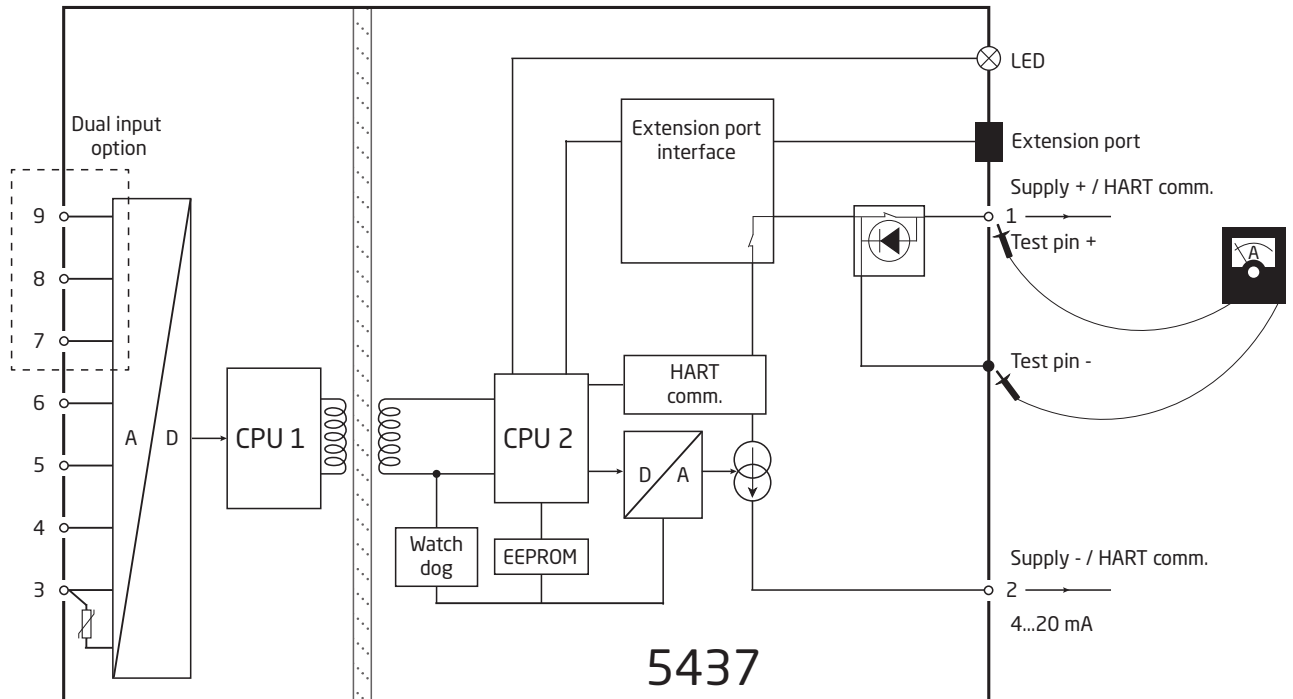 LED
Dual input
option
Extension port
interface
Extension port
Supply + / HART comm.
9
1
Test pin +
A
8
7
Test pin -
HART
comm.
6
A
D
CPU 1
CPU 2
5
D
A
4
Watch
dog
EEPROM
Supply - / HART comm.
3
2
4...20 mA
5437